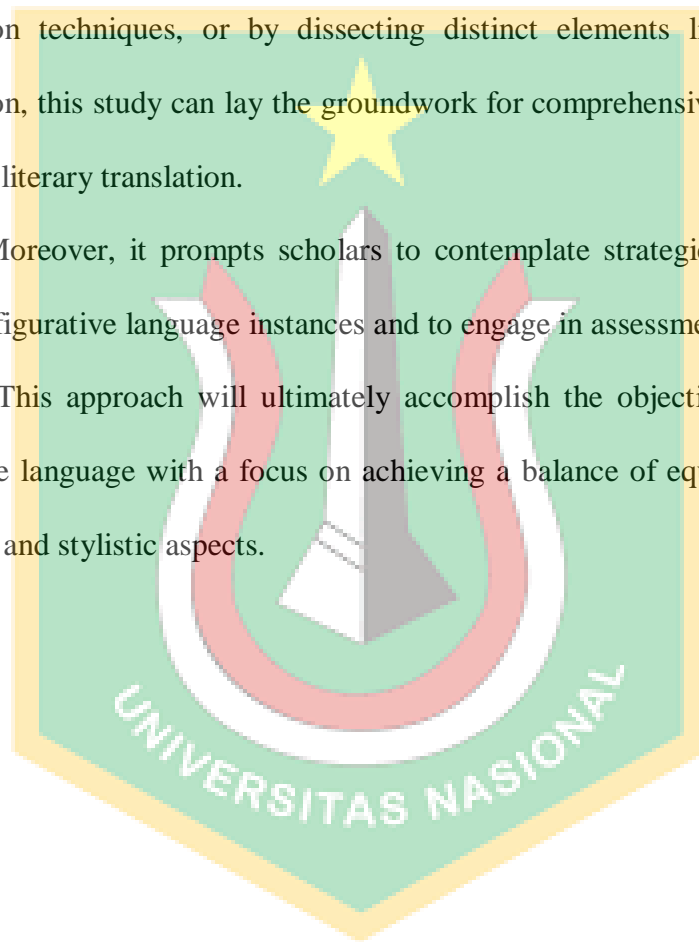 on techniques, or by dissecting distinct elements li
on, this study can lay the groundwork for comprehensiv
literary translation.
Moreover, it prompts scholars to contemplate strategi
figurative language instances and to engage in assessme
This approach will ultimately accomplish the objecti
e language with a focus on achieving a balance of equ
and stylistic aspects.
UNIVERSITAS NASIONAL